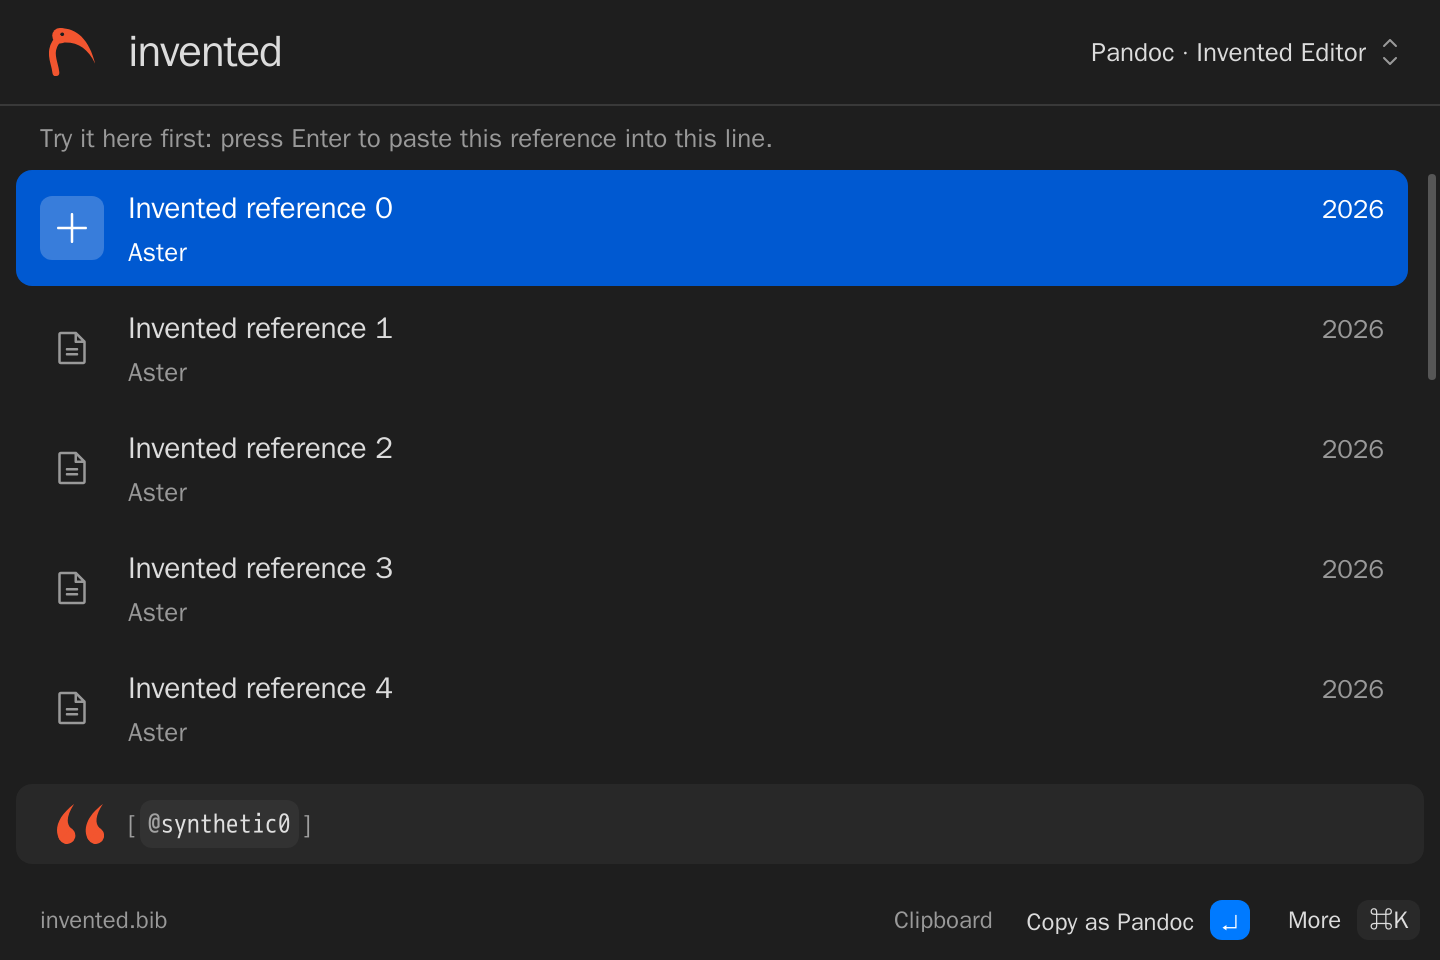 invented
Pandoc · Invented Editor
Try it here first: press Enter to paste this reference into this line.
Invented reference 0
2026
Aster
Invented reference 1
2026
Aster
Invented reference 2
2026
Aster
Invented reference 3
2026
Aster
Invented reference 4
2026
Aster
[@synthetic0]
invented.bib
Clipboard
Copy as Pandoc
More
⌘K